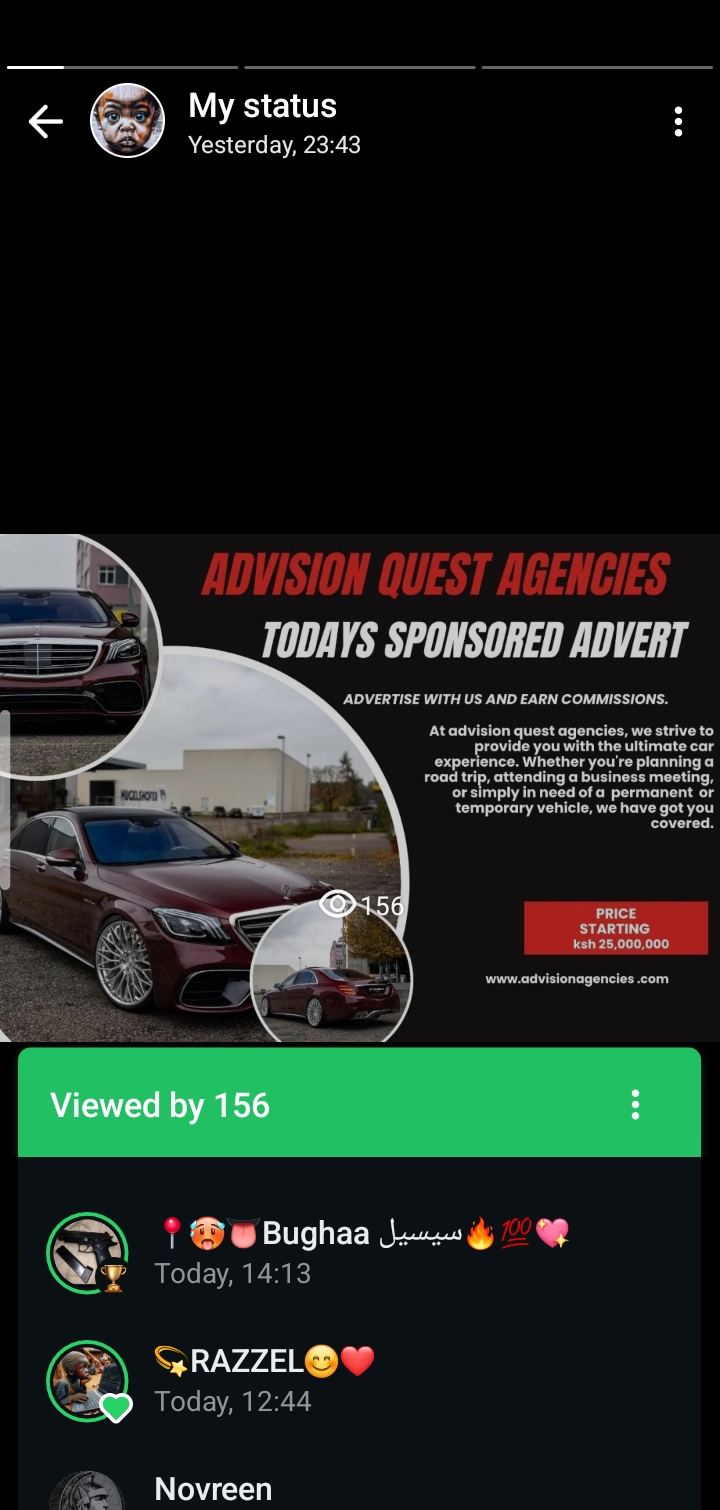 My status
Yesterday, 23:43
ADVISION QUEST AGENCIES
TODAYS SPONSORED ADVERT
ADVERTISE WITH US AND EARN COMMISSIONS.
At advision quest agencies, we strive to
provide you with the ultimate car
experience. Whether you're planning a
road trip, attending a business meeting,
or simply in need of a permanent or
temporary vehicle, we have got you
covered.
HUGELSHOFER
156
PRICE
STARTING
ksh 25,000,000
www.advisionagencies .com
Viewed by 156
📍🥵👅Bughaa سيسيل🔥💯💖
Today, 14:13
💫RAZZEL😊❤️
Today, 12:44
Novreen